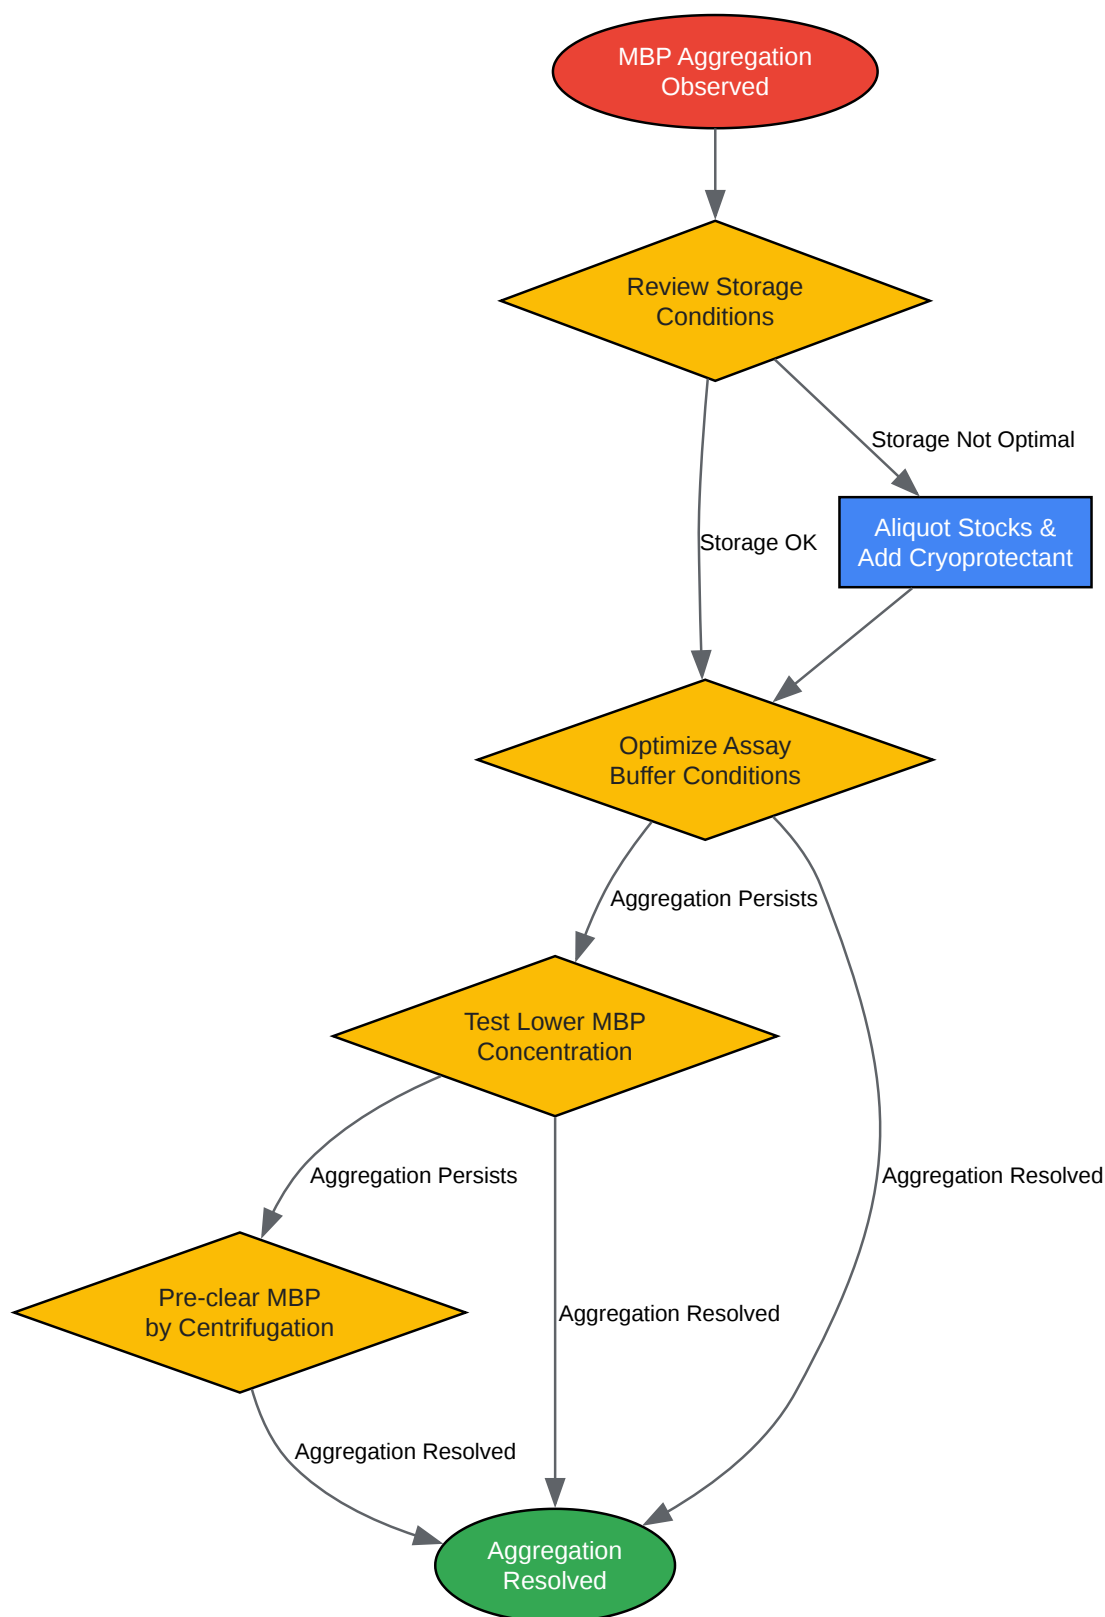 MBP Aggregation
Observed
Review Storage
Conditions
Storage Not Optimal
Aliquot Stocks &
Add Cryoprotectant
Storage OK
Optimize Assay
Buffer Conditions
Aggregation Persists
Test Lower MBP
Concentration
Aggregation Persists
Aggregation Resolved
Pre-clear MBP
by Centrifugation
Aggregation Resolved
Aggregation Resolved
Aggregation
Resolved